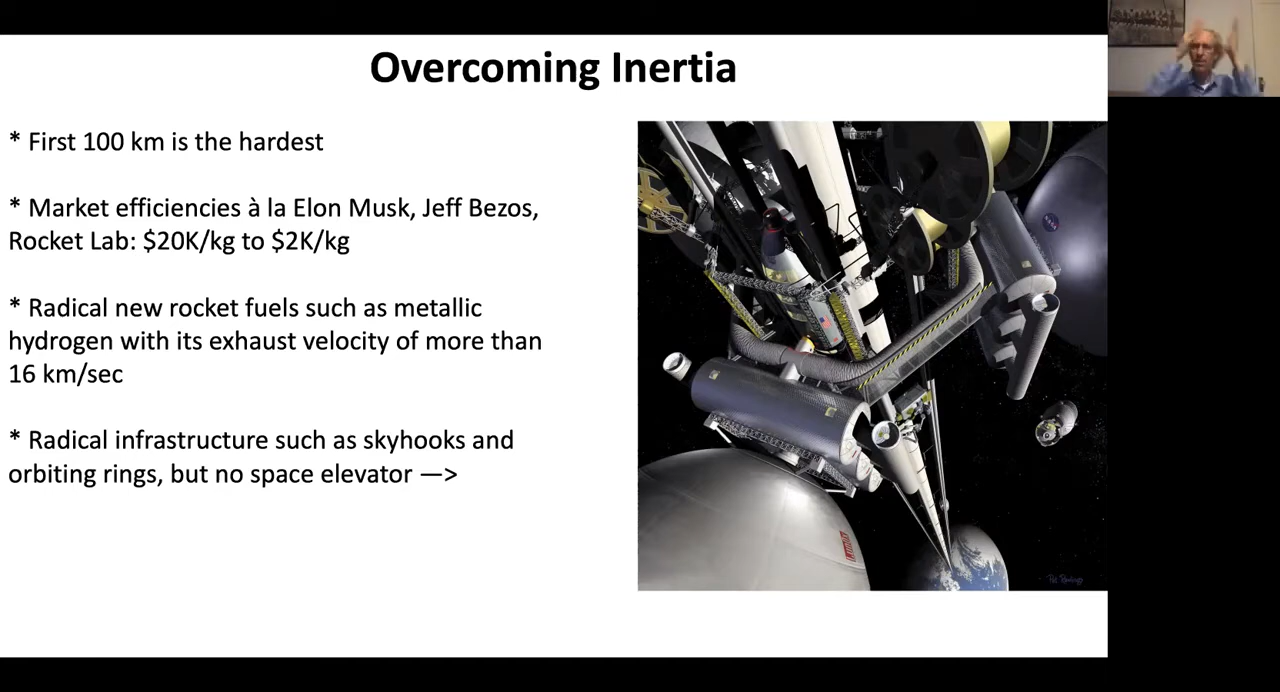 Overcoming Inertia
* First 100 km is the hardest
* Market efficiencies à la Elon Musk, Jeff Bezos,
Rocket Lab: $20K/kg to $2K/kg
* Radical new rocket fuels such as metallic
hydrogen with its exhaust velocity of more than
16 km/sec
* Radical infrastructure such as skyhooks and
orbiting rings, but no space elevator —>